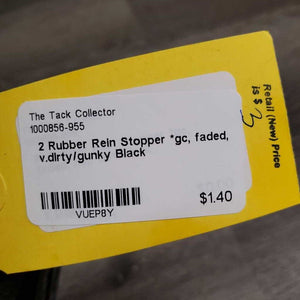 The Tack Collector
1000856-955
2 Rubber Rein Stopper *gc, faded,
v.dirty/gunky Black
VUEP8Y
$1.40
Retail (New) Price
is $ 3